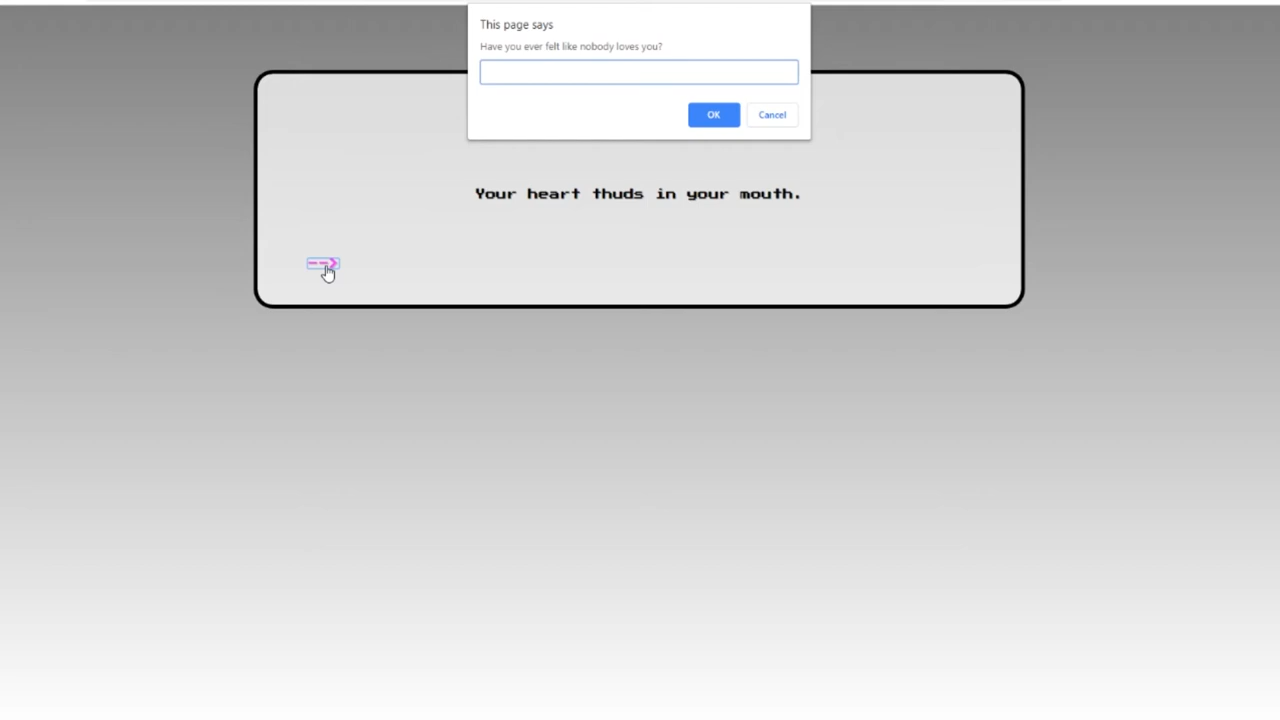 This page says
Have you ever felt like nobody loves you?
OK Cancel
Your heart thuds in your mouth.
-->